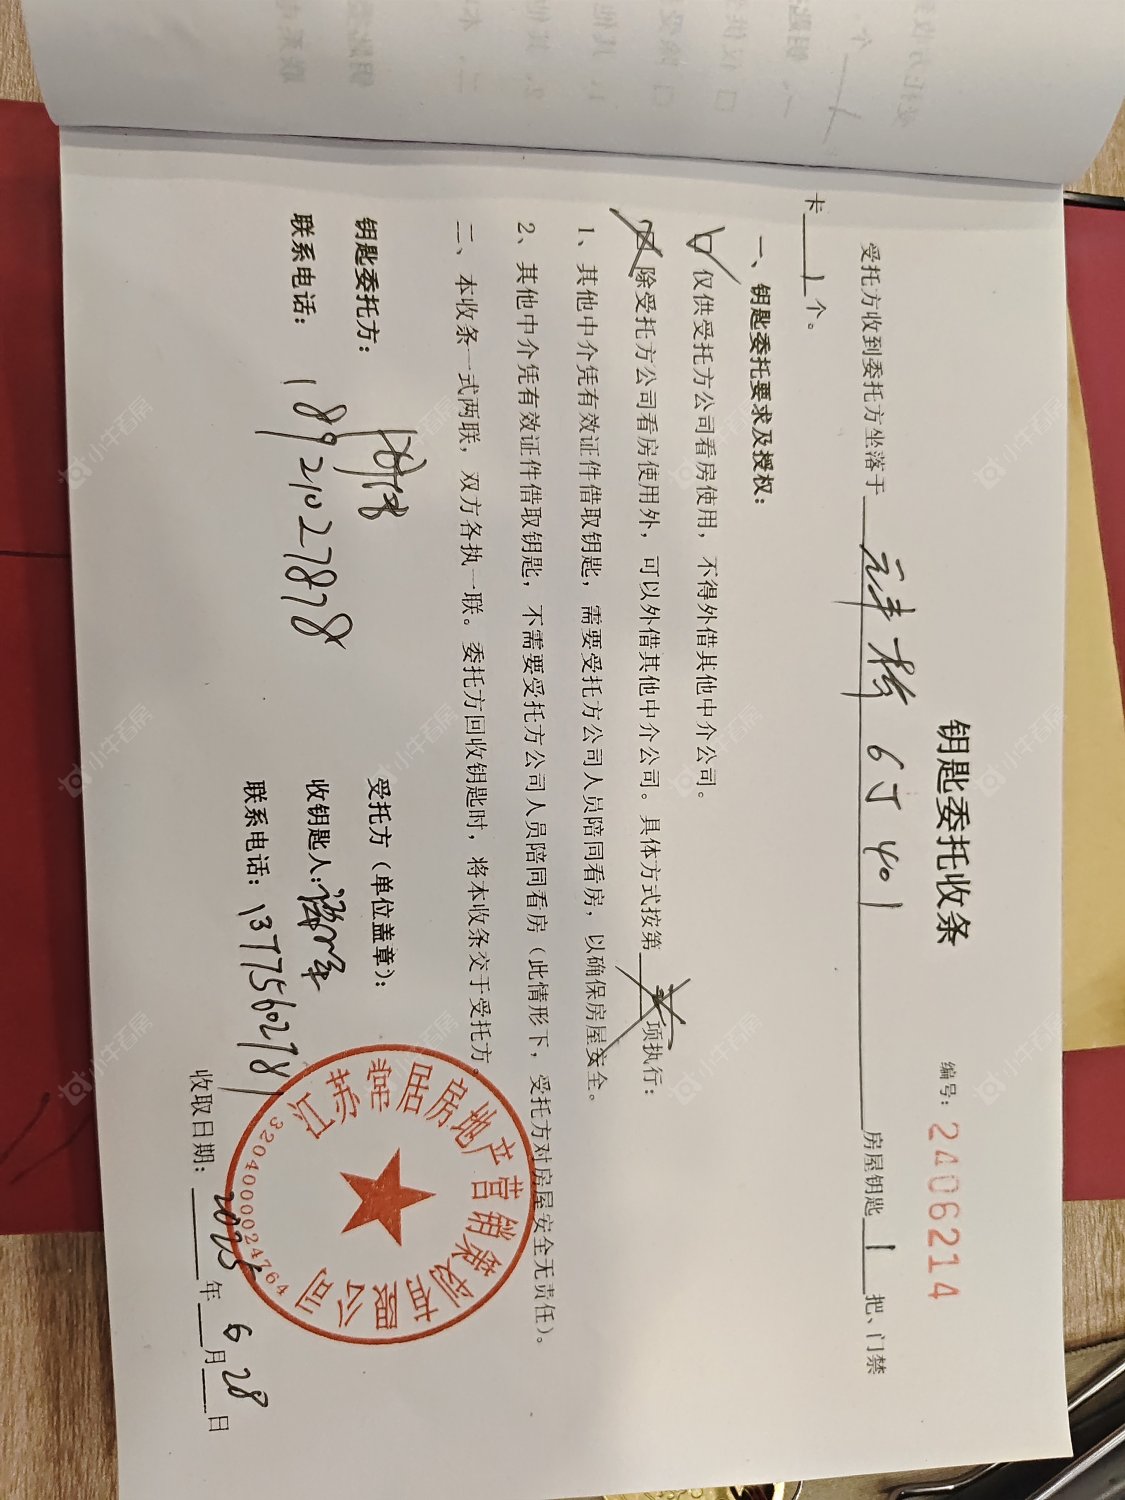 钥匙委托收条
编号：2406214
受托方收到委托方坐落于 元丰桥 6丁401 房屋钥匙 1 把、门禁
卡 1 个。
一、钥匙委托要求及授权：
仅供受托方公司看房使用，不得外借其他中介公司。
除受托方公司看房使用外，可以外借其他中介公司。具体方式按第 项执行：
1、其他中介凭有效证件借取钥匙，需要受托方公司人员陪同看房，以确保房屋安全。
2、其他中介凭有效证件借取钥匙，不需要受托方公司人员陪同看房（此情形下，受托方对房屋安全无责任）。
二、本收条一式两联，双方各执一联。委托方回收钥匙时，将本收条交于受托方
钥匙委托方：
联系电话：18921027878
受托方（单位盖章）：
收钥匙人：
联系电话：13775602781
收取日期：2025年6月28日
江苏常居房地产营销策划有限公司
3204000024764
小牛看房